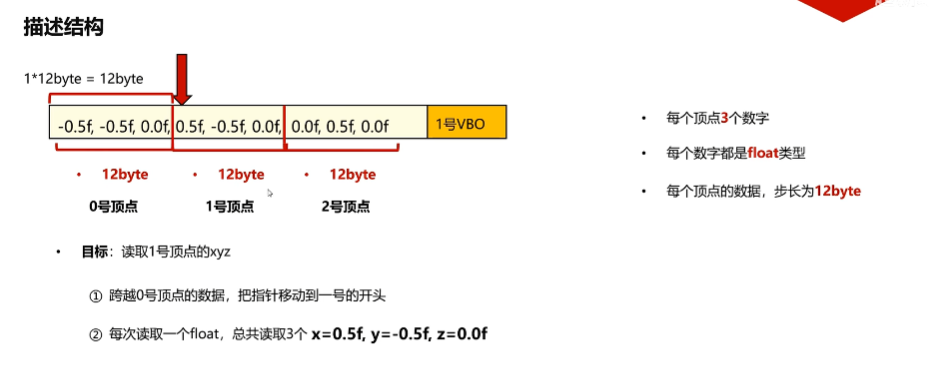 描述结构
1*12byte = 12byte
-0.5f, -0.5f, 0.0f, 0.5f, -0.5f, 0.0f, 0.0f, 0.5f, 0.0f 1号VBO
• 12byte • 12byte • 12byte
0号顶点 1号顶点 2号顶点
• 目标：读取1号顶点的xyz
① 跨越0号顶点的数据，把指针移动到一号的开头
② 每次读取一个float，总共读取3个 x=0.5f, y=-0.5f, z=0.0f
• 每个顶点3个数字
• 每个数字都是float类型
• 每个顶点的数据，步长为12byte